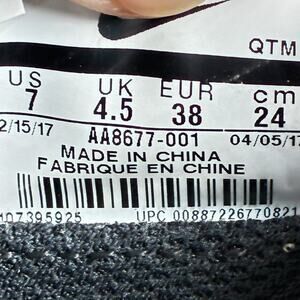 QTM
US UK EUR cm
7 4.5 38 24
2/15/17 AA8677-001 04/05/17
MADE IN CHINA
FABRIQUE EN CHINE
107395925 UPC 00887226770821